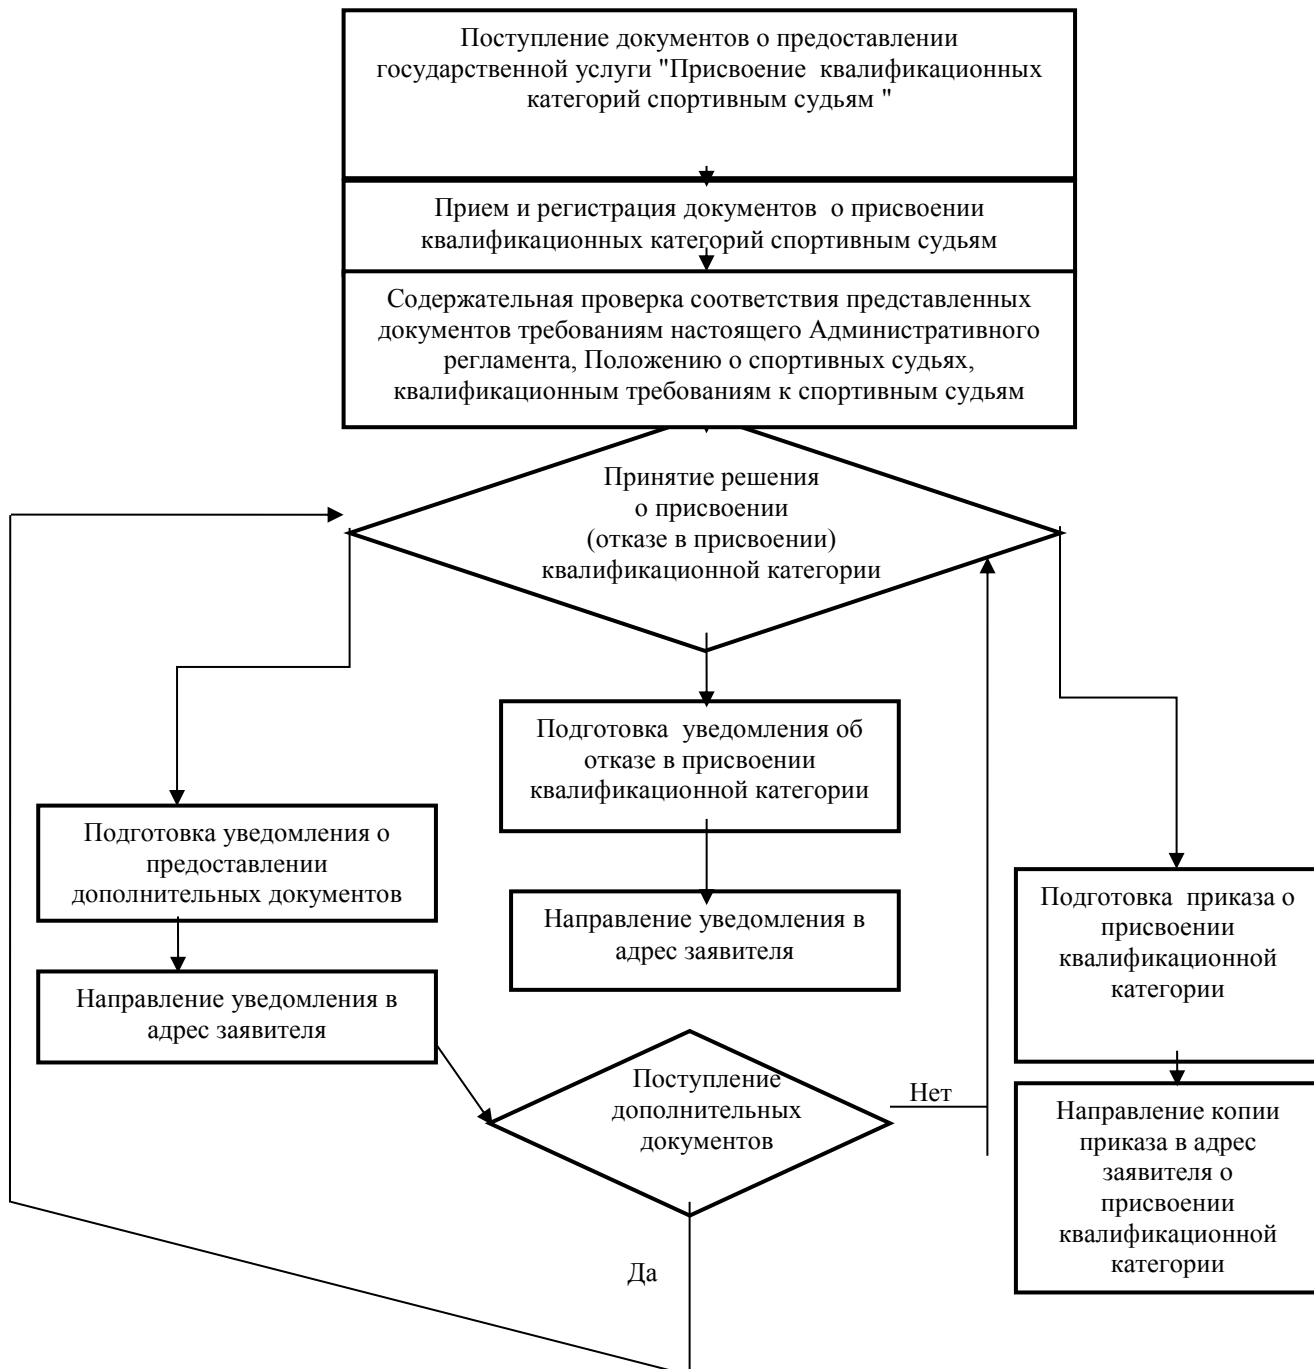 Поступление документов о предоставлении
государственной услуги "Присвоение квалификационных
категорий спортивным судьям "
Прием и регистрация документов о присвоении
квалификационных категорий спортивным судьям
Содержательная проверка соответствия представленных
документов требованиям настоящего Административного
регламента, Положению о спортивных судьях,
квалификационным требованиям к спортивным судьям
Принятие решения
о присвоении
(отказе в присвоении)
квалификационной категории
Подготовка уведомления об
отказе в присвоении
квалификационной категории
Подготовка уведомления о
предоставлении
дополнительных документов
Направление уведомления в
адрес заявителя
Подготовка приказа о
присвоении
квалификационной
категории
Направление уведомления в
адрес заявителя
Поступление
дополнительных
документов
Нет
Направление копии
приказа в адрес
заявителя о
присвоении
квалификационной
категории
Да